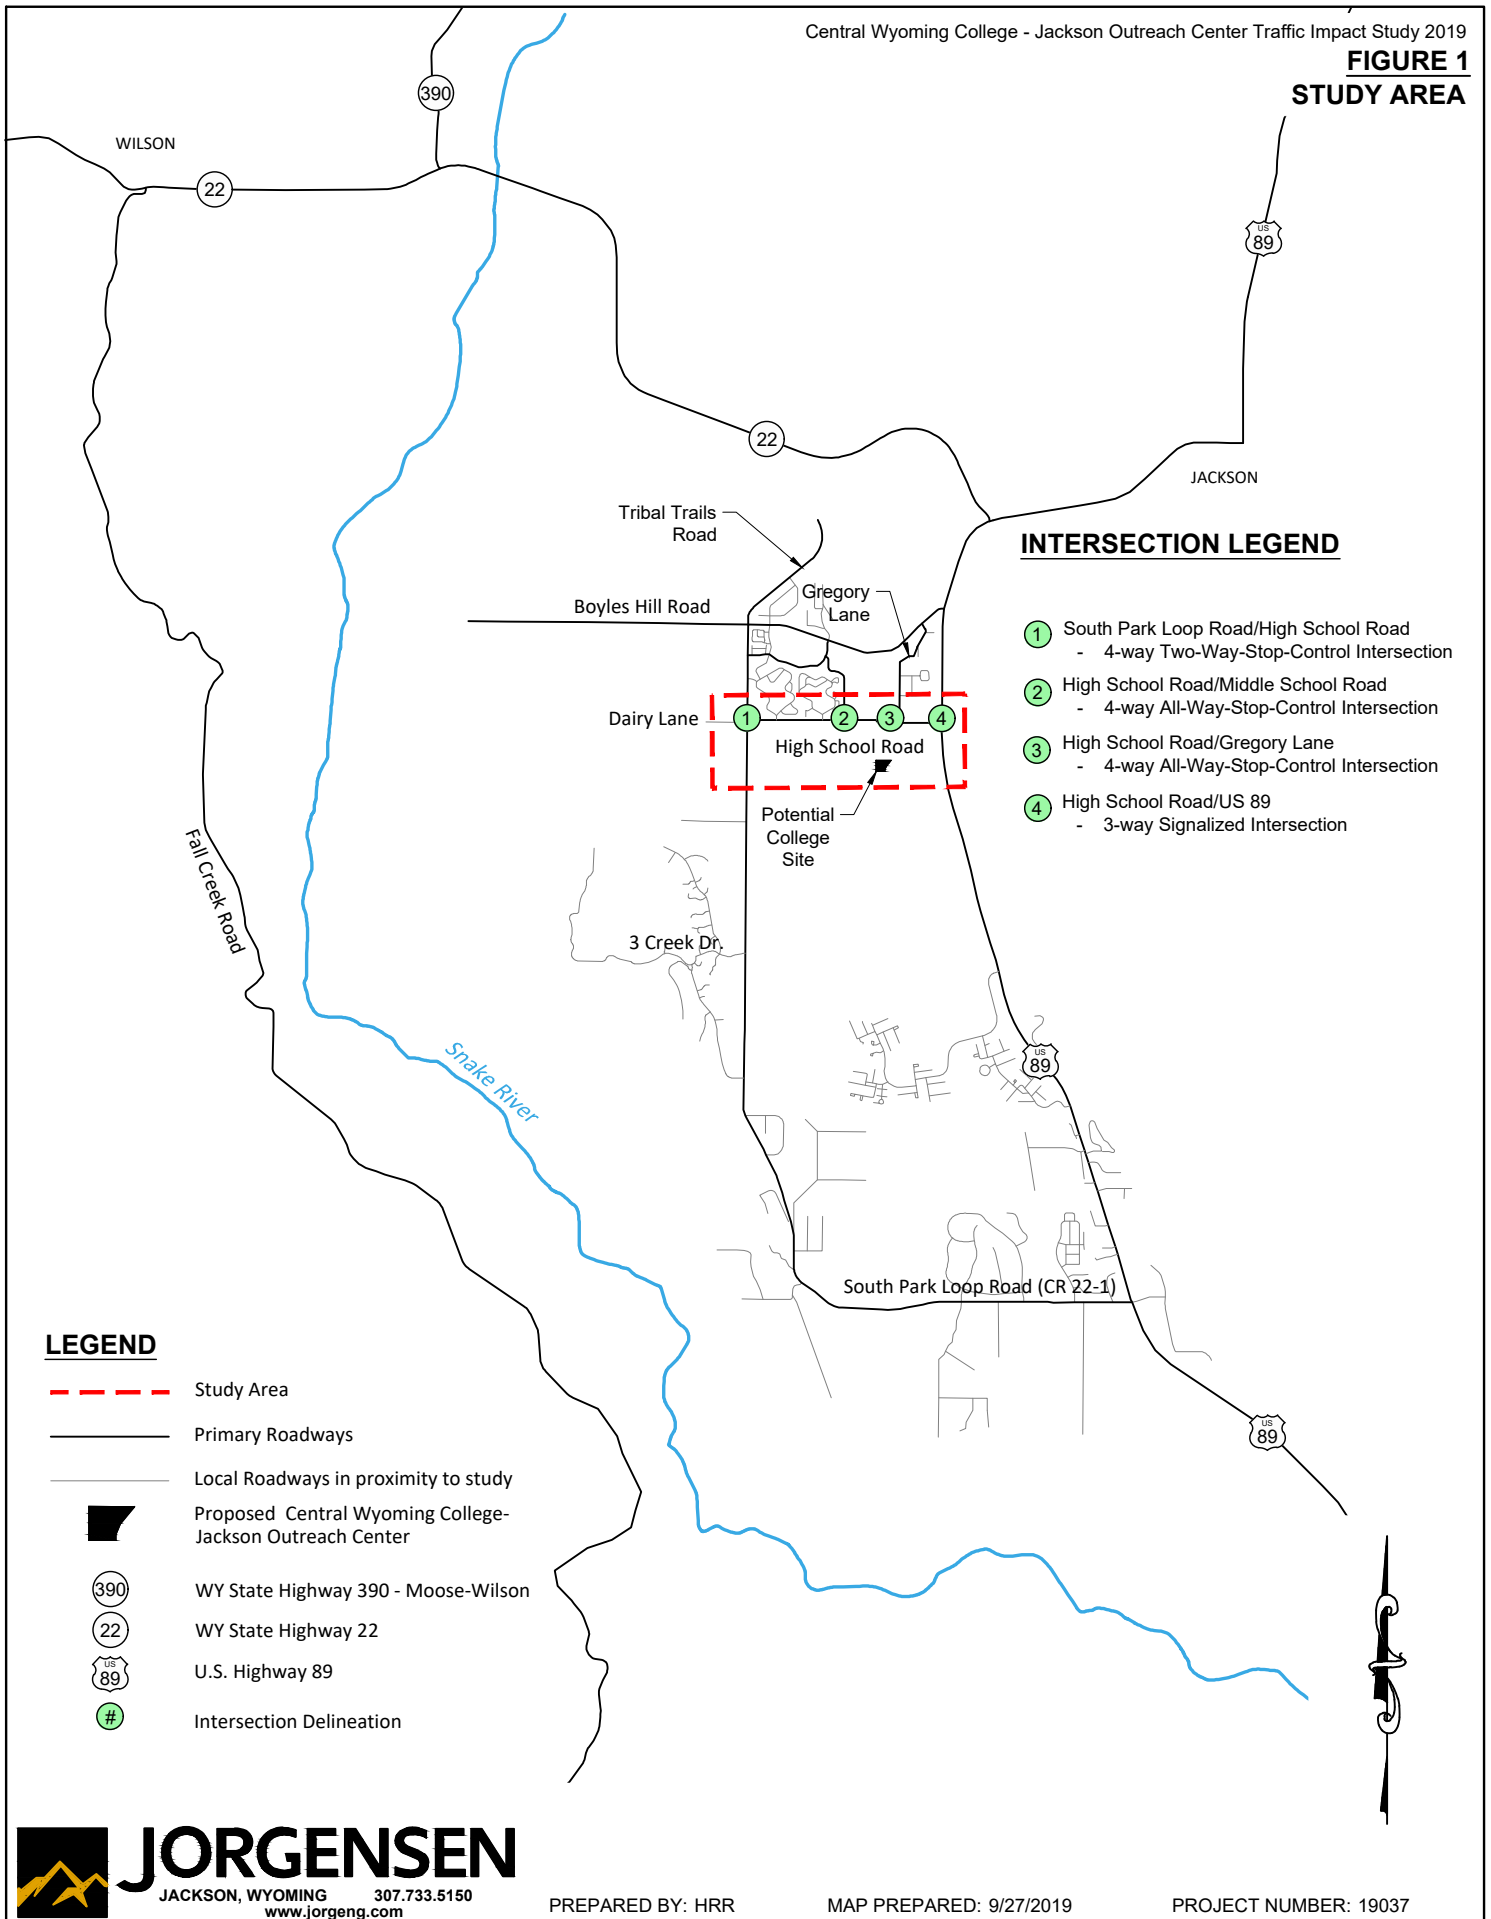 Central Wyoming College - Jackson Outreach Center Traffic Impact Study 2019
FIGURE 1
STUDY AREA
390
WILSON
22
US
89
22
JACKSON
Tribal Trails
Road
INTERSECTION LEGEND
Gregory
Lane
Boyles Hill Road
1 South Park Loop Road/High School Road
- 4-way Two-Way-Stop-Control Intersection
2 High School Road/Middle School Road
- 4-way All-Way-Stop-Control Intersection
3 High School Road/Gregory Lane
- 4-way All-Way-Stop-Control Intersection
4 High School Road/US 89
- 3-way Signalized Intersection
Dairy Lane
1 2 3 4
High School Road
Potential
College
Site
Fall Creek Road
3 Creek Dr.
Snake River
US
89
South Park Loop Road (CR 22-1)
US
89
LEGEND
Study Area
Primary Roadways
Local Roadways in proximity to study
Proposed Central Wyoming College-
Jackson Outreach Center
390 WY State Highway 390 - Moose-Wilson
22 WY State Highway 22
US
89 U.S. Highway 89
# Intersection Delineation
JORGENSEN
JACKSON, WYOMING 307.733.5150
www.jorgeng.com
PREPARED BY: HRR MAP PREPARED: 9/27/2019 PROJECT NUMBER: 19037